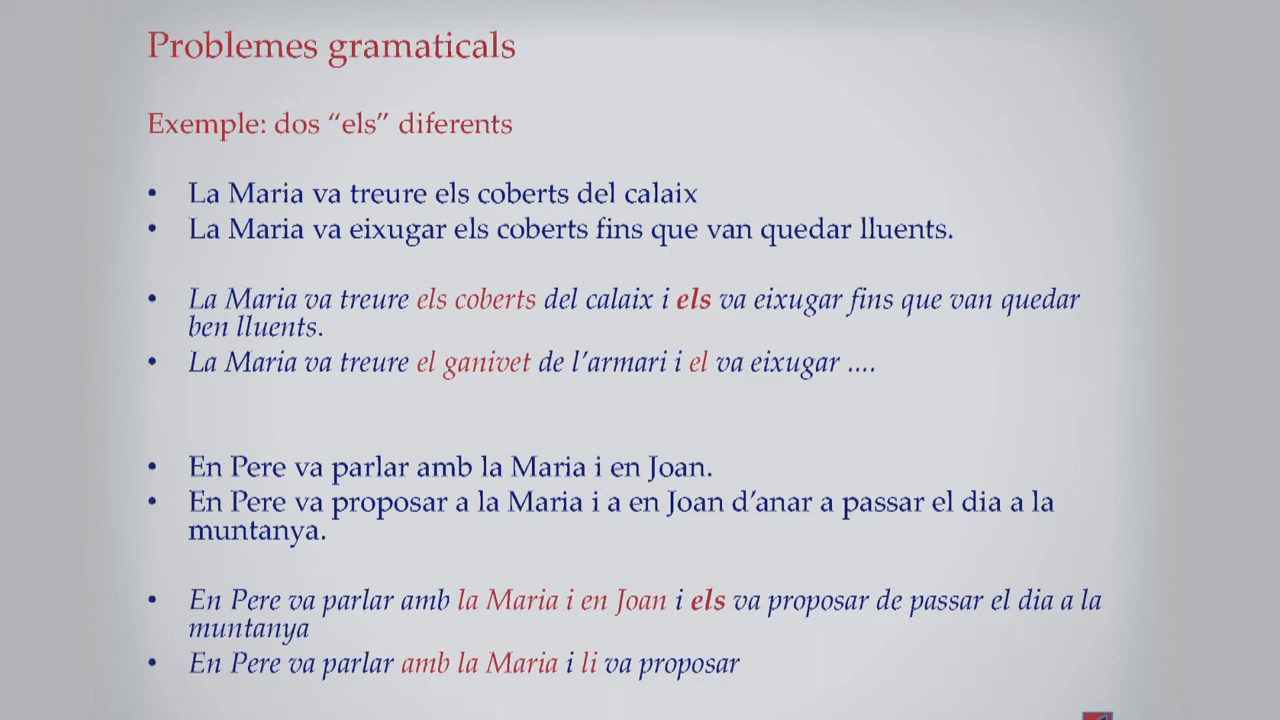 Problemes gramaticals
Exemple: dos “els” diferents
• La Maria va treure els coberts del calaix
• La Maria va eixugar els coberts fins que van quedar lluents.
• La Maria va treure els coberts del calaix i els va eixugar fins que van quedar
ben lluents.
• La Maria va treure el ganivet de l’armari i el va eixugar ....
• En Pere va parlar amb la Maria i en Joan.
• En Pere va proposar a la Maria i a en Joan d’anar a passar el dia a la
muntanya.
• En Pere va parlar amb la Maria i en Joan i els va proposar de passar el dia a la
muntanya
• En Pere va parlar amb la Maria i li va proposar